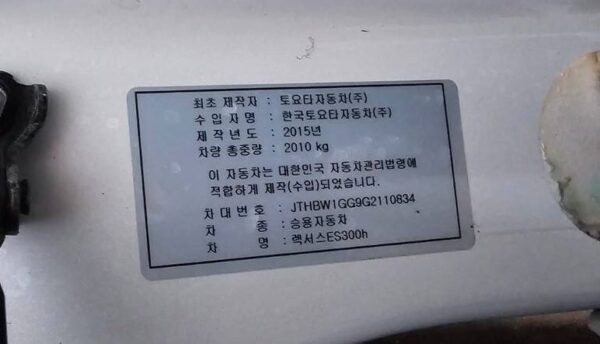 최초 제작자 : 토요타자동차(주)
수 입 자 명 : 한국토요타자동차(주)
제 작 년 도 : 2015년
차량 총중량 : 2010 kg
이 자동차는 대한민국 자동차관리법령에
적합하게 제작(수입)되었습니다.
차 대 번 호 : JTHBW1GG9G2110834
차 종 : 승용자동차
차 명 : 렉서스ES300h